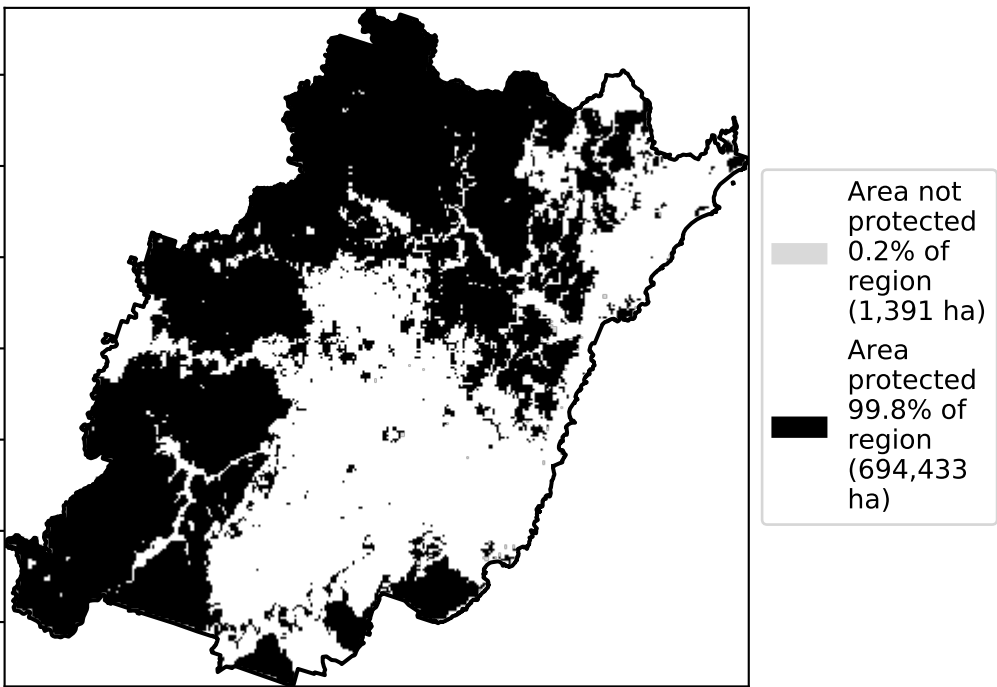 Area not
protected
0.2% of
region
(1,391 ha)
Area
protected
99.8% of
region
(694,433
ha)